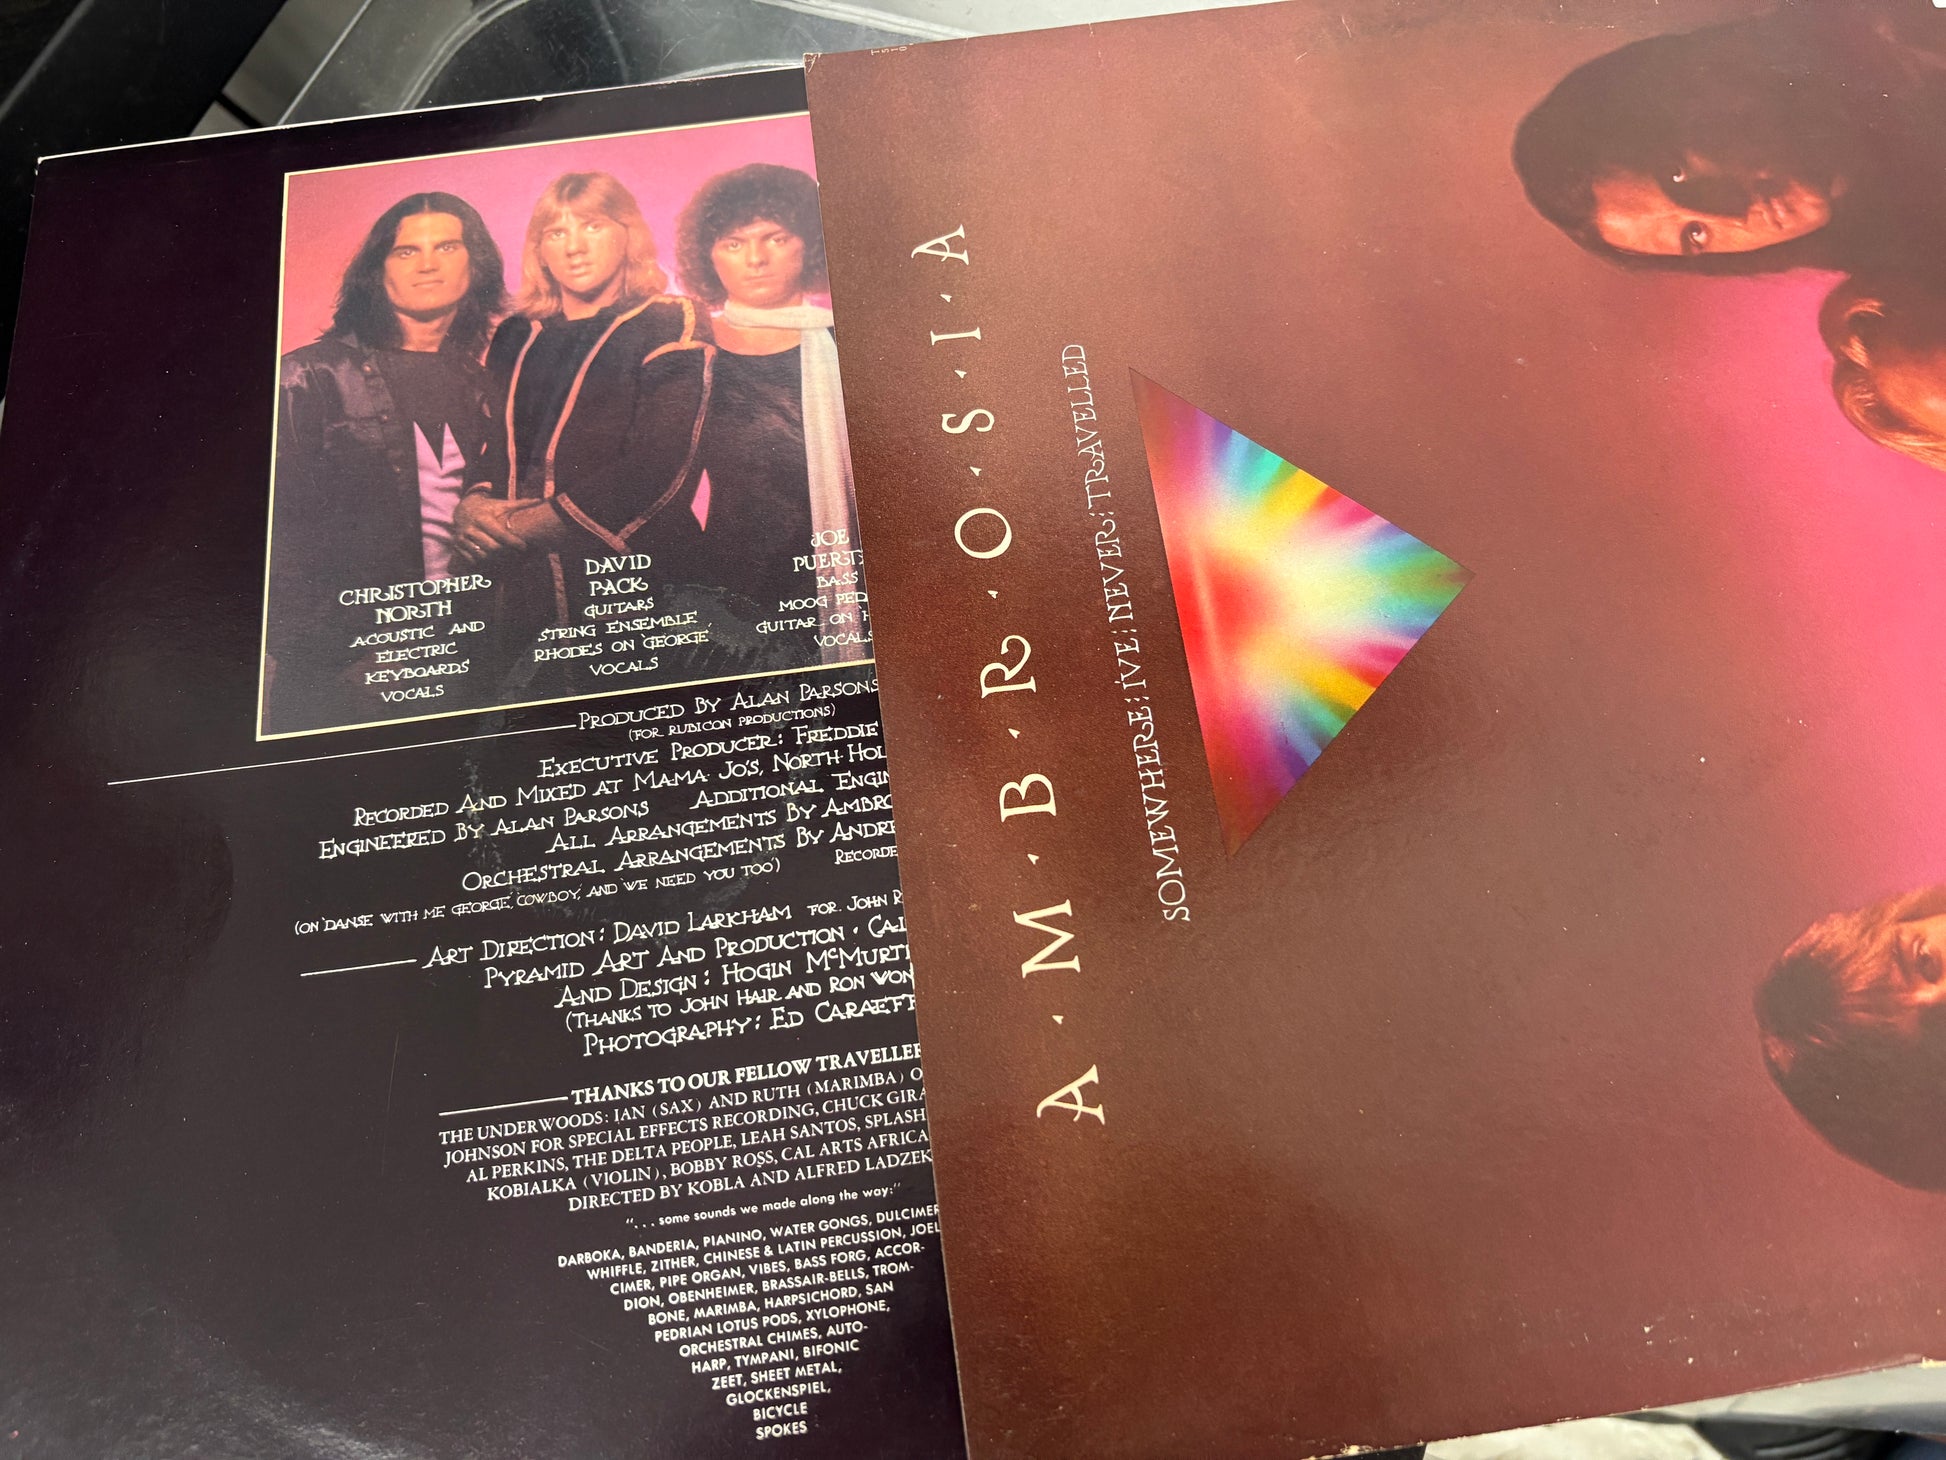 CHRISTOPHER
NORTH
ACOUSTIC AND
ELECTRIC
KEYBOARDS
VOCALS
DAVID
PACK
GUITARS
STRING ENSEMBLE,
RHODES ON 'GEORGE'
VOCALS
JOE
BASS
VOCALS
PRODUCED BY ALAN PARSONS
(FOR RUBICON PRODUCTIONS)
EXECUTIVE PRODUCER: FREDDIE
RECORDED AND MIXED AT MAMA JO'S, NORTH
ENGINEERED BY ALAN PARSONS ADDITIONAL
ALL ARRANGEMENTS BY
ORCHESTRAL ARRANGEMENTS BY
(ON 'DANSE WITH ME GEORGE,' 'COWBOY,' AND 'WE NEED YOU TOO')
ART DIRECTION: DAVID LARKHAM FOR JOHN
PYRAMID ART AND PRODUCTION:
AND DESIGN: HOGIN
(THANKS TO JOHN HAIR AND RON
PHOTOGRAPHY: ED
THANKS TO OUR FELLOW
THE UNDERWOODS: IAN (SAX) AND RUTH (MARIMBA)
JOHNSON FOR SPECIAL EFFECTS RECORDING, CHUCK
AL PERKINS, THE DELTA PEOPLE, LEAH SANTOS,
KOBIALKA (VIOLIN), BOBBY ROSS, CAL ARTS
DIRECTED BY KOBLA AND ALFRED
"...some sounds we made along the way:"
DARBOKA, BANDERIA, PIANINO, WATER GONGS, DULCIMER
WHIFFLE, ZITHER, CHINESE & LATIN PERCUSSION, JOEL
CIMER, PIPE ORGAN, VIBES, BASS FORG, ACCOR-
DION, OBENHEIMER, BRASSAIR-BELLS, TROM-
BONE, MARIMBA, HARPSICHORD, SAN
PEDRIAN LOTUS PODS, XYLOPHONE,
ORCHESTRAL CHIMES, AUTO-
HARP, TYMPANI, BIFONIC
ZEET, SHEET METAL,
GLOCKENSPIEL,
BICYCLE
SPOKES
A·M·B·R·O·S·I·A
SOMEWHERE:I'VE:NEVER:TRAVELLED